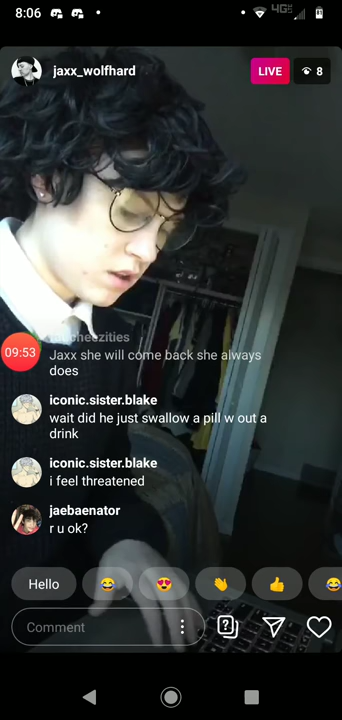 8:06
4G
jaxx_wolfhard
LIVE
8
09:53
Jaxx she will come back she always
does
iconic.sister.blake
wait did he just swallow a pill w out a
drink
iconic.sister.blake
i feel threatened
jaebaenator
r u ok?
Hello
Comment